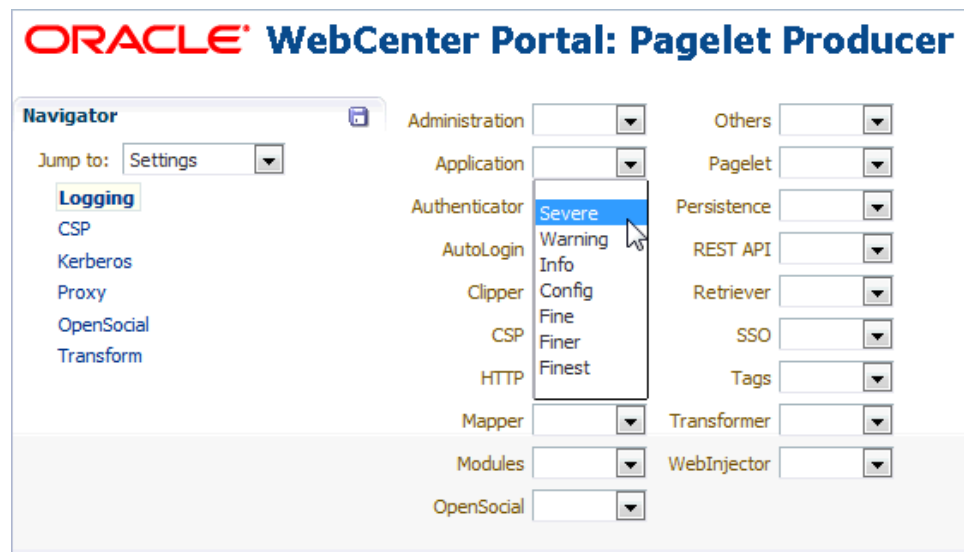 ORACLE WebCenter Portal: Pagelet Producer
Navigator
Jump to: Settings
Logging
CSP
Kerberos
Proxy
OpenSocial
Transform
Administration
Application
Authenticator
AutoLogin
Clipper
CSP
HTTP
Mapper
Modules
OpenSocial
Severe
Warning
Info
Config
Fine
Finer
Finest
Others
Pagelet
Persistence
REST API
Retriever
SSO
Tags
Transformer
WebInjector